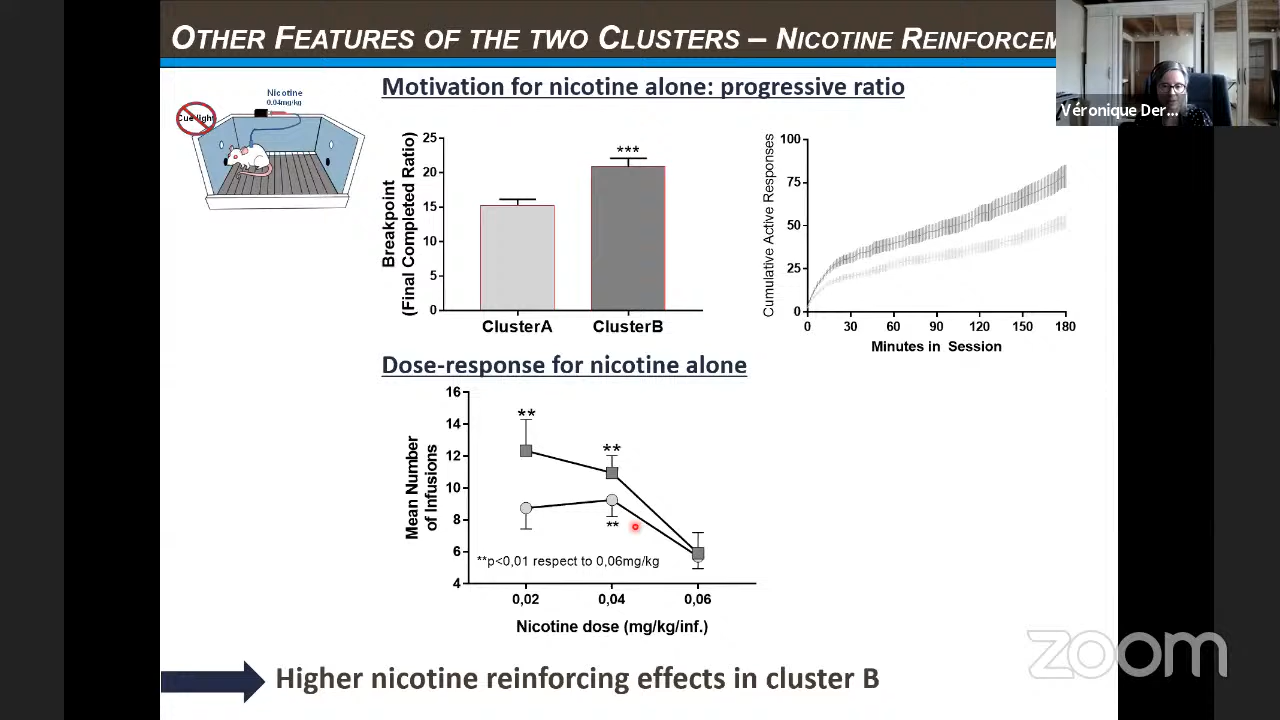 OTHER FEATURES OF THE TWO CLUSTERS – NICOTINE REINFORCEM
Véronique Der...
Motivation for nicotine alone: progressive ratio
Nicotine
0.04mg/kg
Cue light
Breakpoint
(Final Completed Ratio)
25
20
15
10
5
0
***
ClusterA
ClusterB
Cumulative Active Responses
100
75
50
25
0
0
30
60
90
120
150
180
Minutes in Session
Dose-response for nicotine alone
Mean Number
of Infusions
16
14
12
10
8
6
4
**
**
**
**p<0,01 respect to 0,06mg/kg
0,02
0,04
0,06
Nicotine dose (mg/kg/inf.)
Higher nicotine reinforcing effects in cluster B
zoom